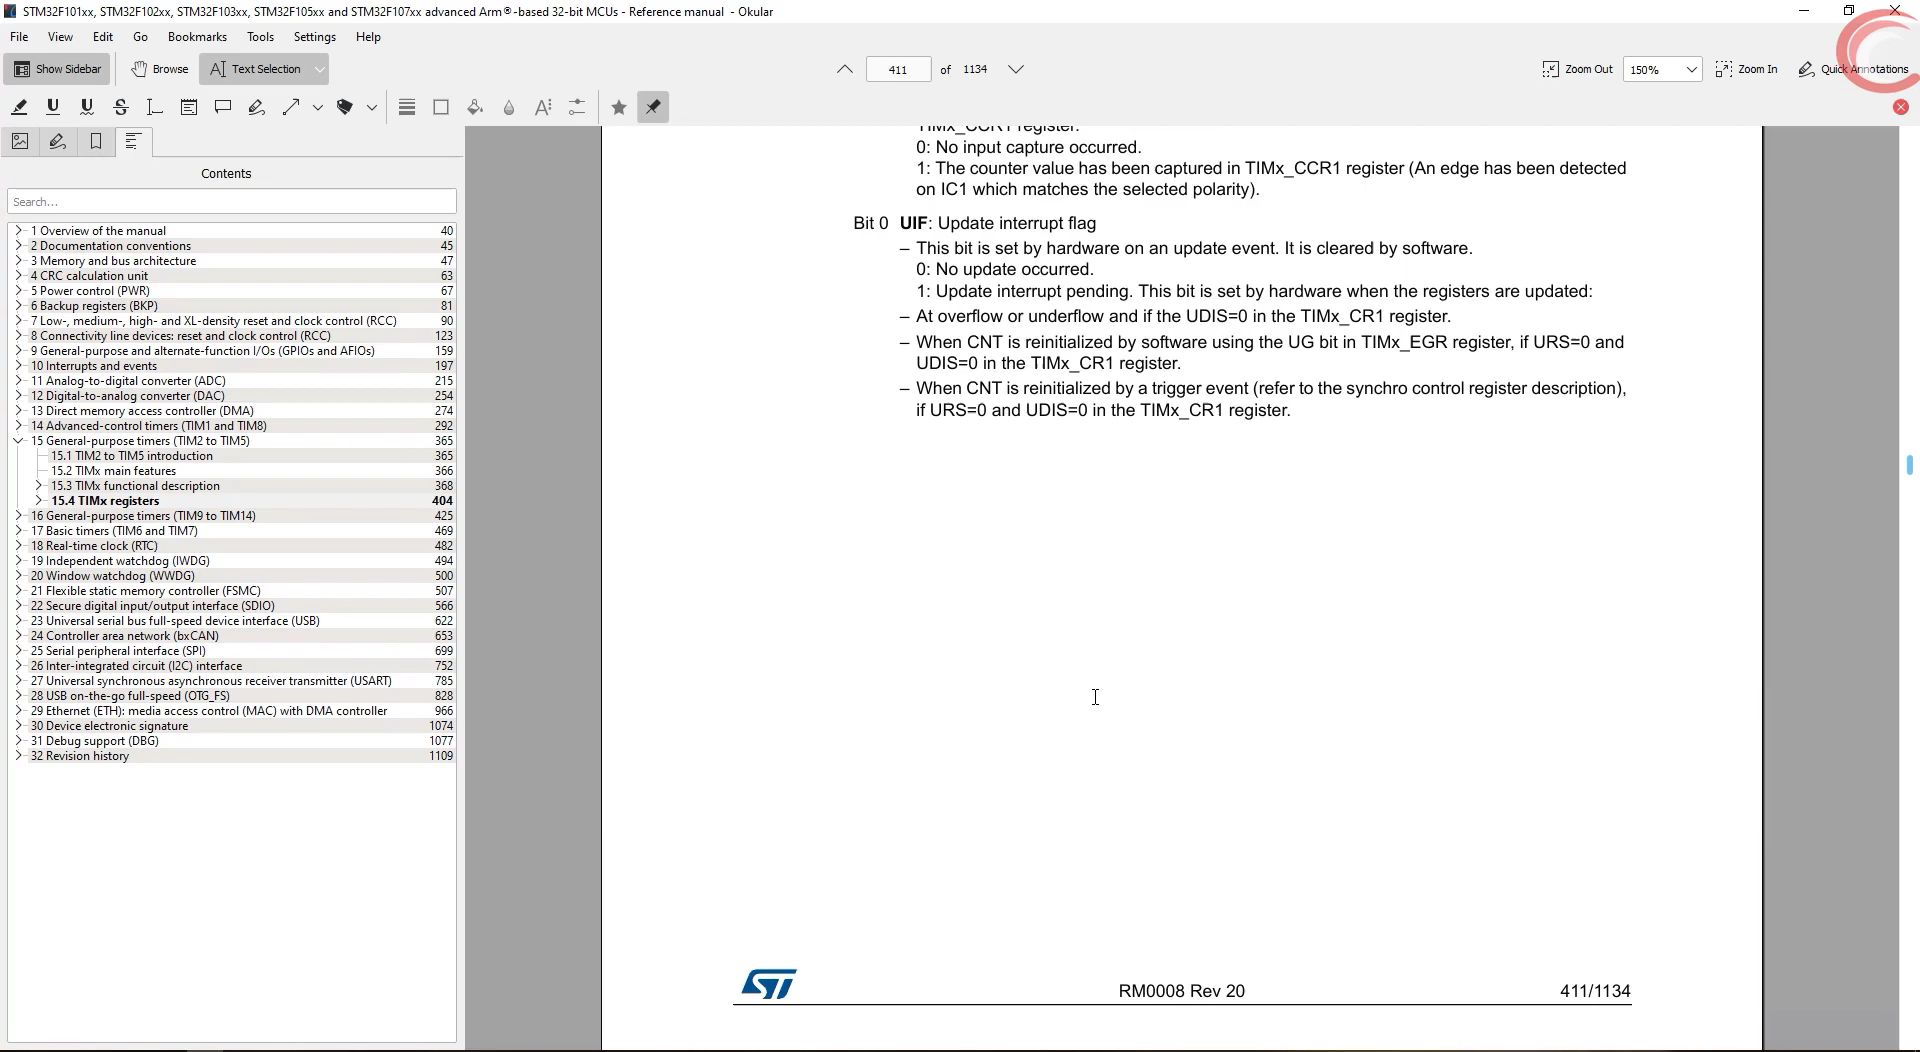 STM32F101xx, STM32F102xx, STM32F103xx, STM32F105xx and STM32F107xx advanced Arm®-based 32-bit MCUs - Reference manual - Okular
File View Edit Go Bookmarks Tools Settings Help
Show Sidebar Browse Text Selection 411 of 1134 Zoom Out 150% Zoom In Quick Annotations
Contents
Search...
1 Overview of the manual 40
2 Documentation conventions 45
3 Memory and bus architecture 47
4 CRC calculation unit 63
5 Power control (PWR) 67
6 Backup registers (BKP) 81
7 Low-, medium-, high- and XL-density reset and clock control (RCC) 90
8 Connectivity line devices: reset and clock control (RCC) 123
9 General-purpose and alternate-function I/Os (GPIOs and AFIOs) 159
10 Interrupts and events 197
11 Analog-to-digital converter (ADC) 215
12 Digital-to-analog converter (DAC) 254
13 Direct memory access controller (DMA) 274
14 Advanced-control timers (TIM1 and TIM8) 292
15 General-purpose timers (TIM2 to TIM5) 365
15.1 TIM2 to TIM5 introduction 365
15.2 TIMx main features 366
15.3 TIMx functional description 368
15.4 TIMx registers 404
16 General-purpose timers (TIM9 to TIM14) 425
17 Basic timers (TIM6 and TIM7) 469
18 Real-time clock (RTC) 482
19 Independent watchdog (IWDG) 494
20 Window watchdog (WWDG) 500
21 Flexible static memory controller (FSMC) 507
22 Secure digital input/output interface (SDIO) 566
23 Universal serial bus full-speed device interface (USB) 622
24 Controller area network (bxCAN) 653
25 Serial peripheral interface (SPI) 699
26 Inter-integrated circuit (I2C) interface 752
27 Universal synchronous asynchronous receiver transmitter (USART) 785
28 USB on-the-go full-speed (OTG_FS) 828
29 Ethernet (ETH): media access control (MAC) with DMA controller 966
30 Device electronic signature 1074
31 Debug support (DBG) 1077
32 Revision history 1109
TIMx_CCR1 register.
0: No input capture occurred.
1: The counter value has been captured in TIMx_CCR1 register (An edge has been detected
on IC1 which matches the selected polarity).
Bit 0 UIF: Update interrupt flag
– This bit is set by hardware on an update event. It is cleared by software.
0: No update occurred.
1: Update interrupt pending. This bit is set by hardware when the registers are updated:
– At overflow or underflow and if the UDIS=0 in the TIMx_CR1 register.
– When CNT is reinitialized by software using the UG bit in TIMx_EGR register, if URS=0 and
UDIS=0 in the TIMx_CR1 register.
– When CNT is reinitialized by a trigger event (refer to the synchro control register description),
if URS=0 and UDIS=0 in the TIMx_CR1 register.
ST RM0008 Rev 20 411/1134